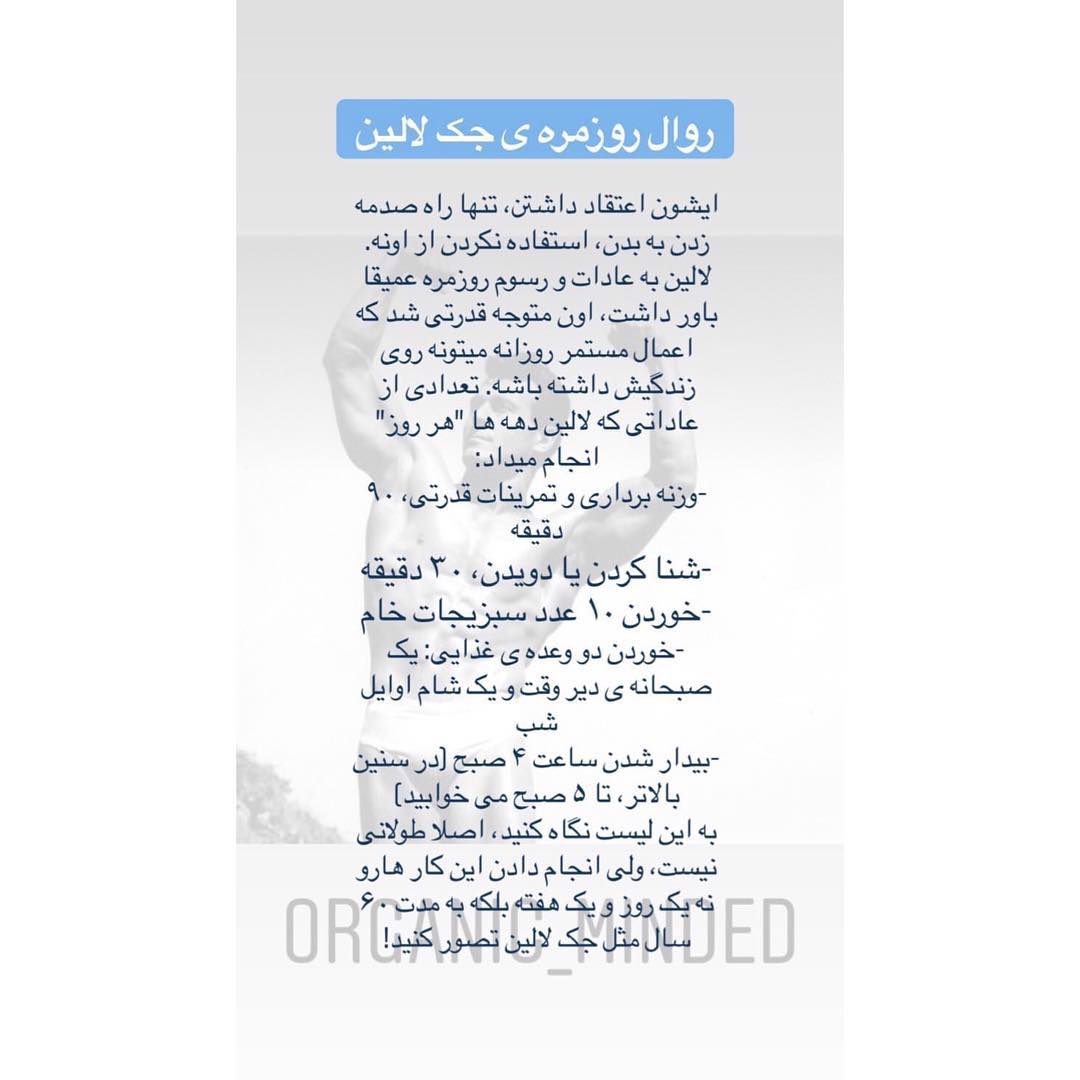 روال روزمره ی جک لالین
ایشون اعتقاد داشتن، تنها راه صدمه
زدن به بدن، استفاده نکردن از اونه.
لالین به عادات و رسوم روزمره عمیقا
باور داشت، اون متوجه قدرتی شد که
اعمال مستمر روزانه میتونه روی
زندگیش داشته باشه. تعدادی از
عاداتی که لالین دهه ها "هر روز"
انجام میداد:
-وزنه برداری و تمرینات قدرتی، ۹۰
دقیقه
-شنا کردن یا دویدن، ۳۰ دقیقه
-خوردن ۱۰ عدد سبزیجات خام
-خوردن دو وعده ی غذایی: یک
صبحانه ی دیر وقت و یک شام اوایل
شب
-بیدار شدن ساعت ۴ صبح (در سنین
بالاتر، تا ۵ صبح می خوابید)
به این لیست نگاه کنید، اصلا طولانی
نیست، ولی انجام دادن این کار هارو
نه یک روز و یک هفته بلکه به مدت ۶۰
سال مثل جک لالین تصور کنید!
ORGANIC_MINDED